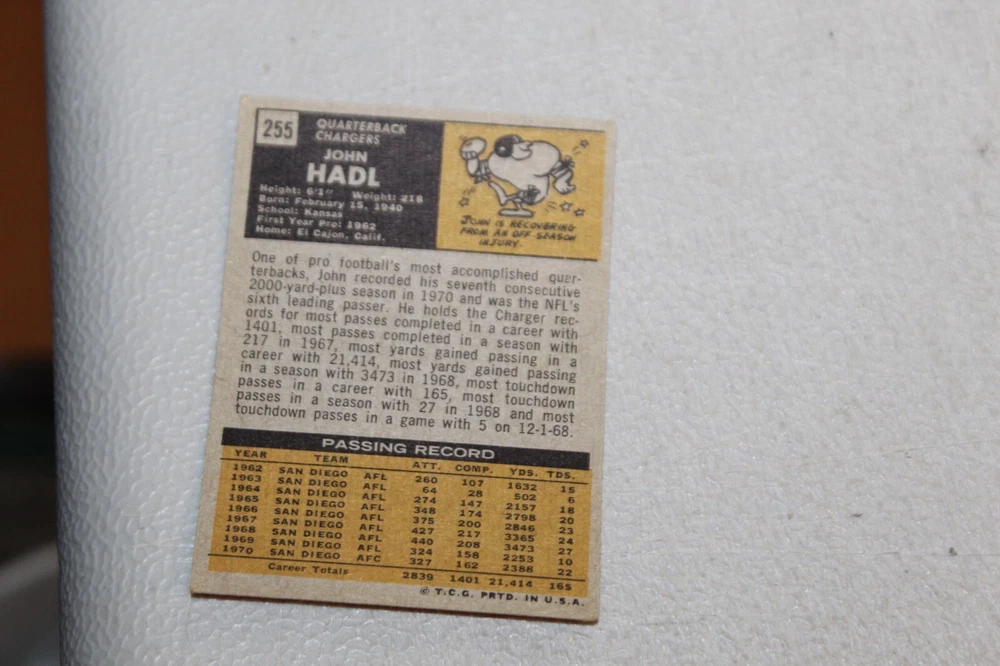 255
QUARTERBACK
CHARGERS
JOHN
HADL
Height: 6'1" Weight: 218
Born: February 15, 1940
School: Kansas
First Year Pro: 1962
Home: El Cajon, Calif.
JOHN IS RECOVERING
FROM AN OFF SEASON
INJURY.
One of pro football's most accomplished quar-
terbacks, John recorded his seventh consecutive
2000-yard-plus season in 1970 and was the NFL's
sixth leading passer. He holds the Charger rec-
ords for most passes completed in a career with
1401, most passes completed in a season with
217 in 1967, most yards gained passing in a
career with 21,414, most yards gained passing
in a season with 3473 in 1968, most touchdown
passes in a career with 165, most touchdown
passes in a season with 27 in 1968 and most
touchdown passes in a game with 5 on 12-1-68.
PASSING RECORD
YEAR TEAM ATT. COMP. YDS. TDS.
1962 SAN DIEGO AFL 260 107 1632 15
1963 SAN DIEGO AFL 64 28 502 6
1964 SAN DIEGO AFL 274 147 2157 18
1965 SAN DIEGO AFL 348 174 2798 20
1966 SAN DIEGO AFL 375 200 2846 23
1967 SAN DIEGO AFL 427 217 3365 24
1968 SAN DIEGO AFL 440 208 3473 27
1969 SAN DIEGO AFL 324 158 2253 10
1970 SAN DIEGO AFC 327 162 2388 22
Career Totals 2839 1401 21,414 165
© T.C.G. PRTD. IN U.S.A.